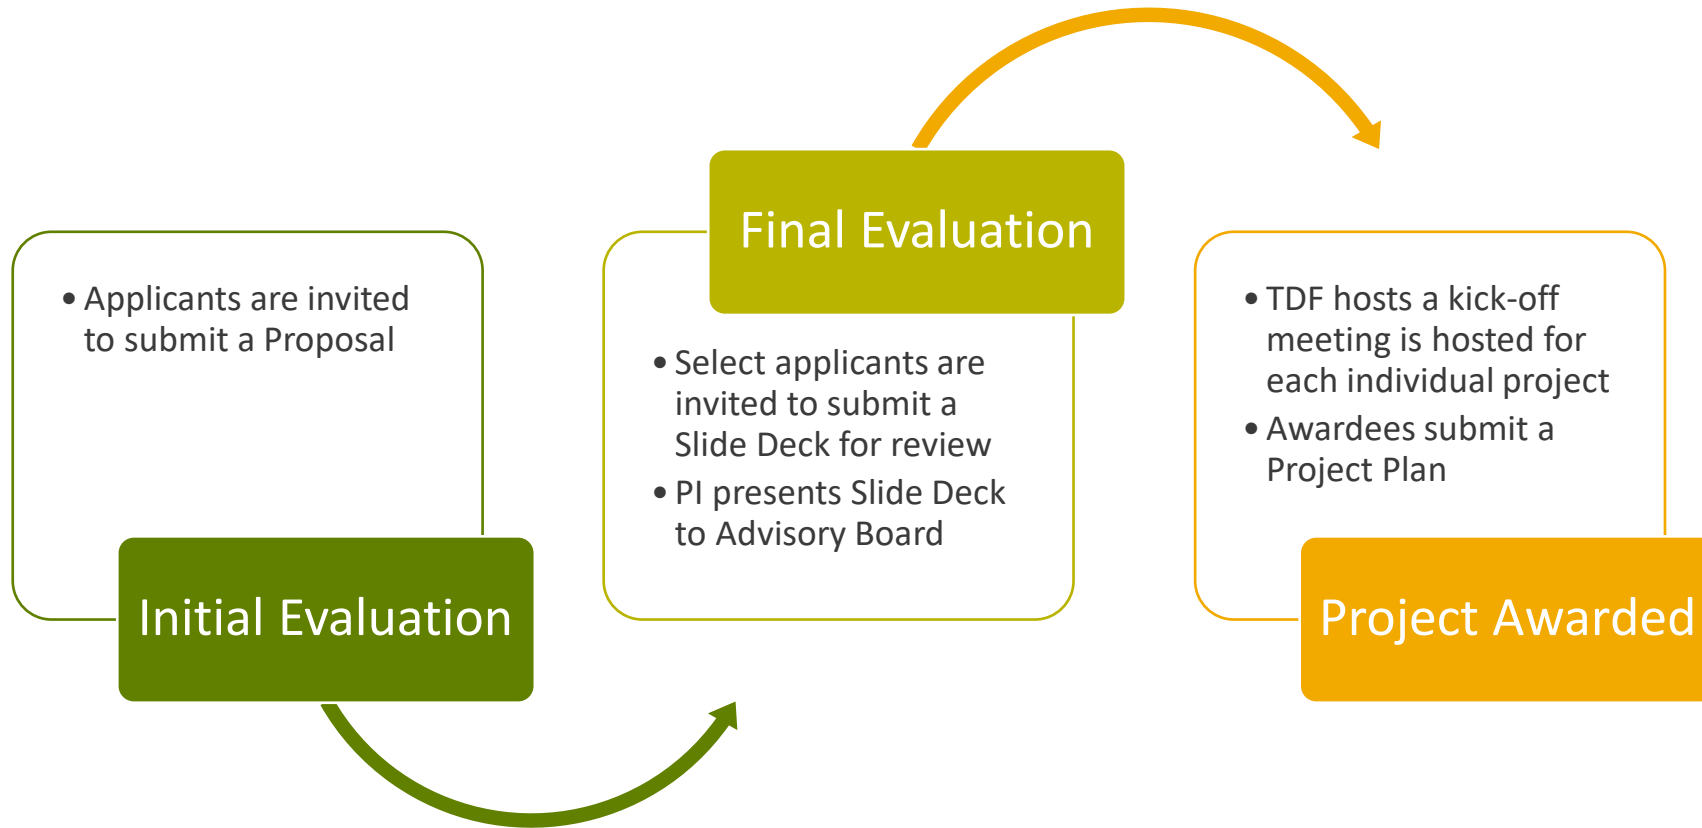 • Applicants are invited
to submit a Proposal
Initial Evaluation
Final Evaluation
• Select applicants are
invited to submit a
Slide Deck for review
• PI presents Slide Deck
to Advisory Board
• TDF hosts a kick-off
meeting is hosted for
each individual project
• Awardees submit a
Project Plan
Project Awarded